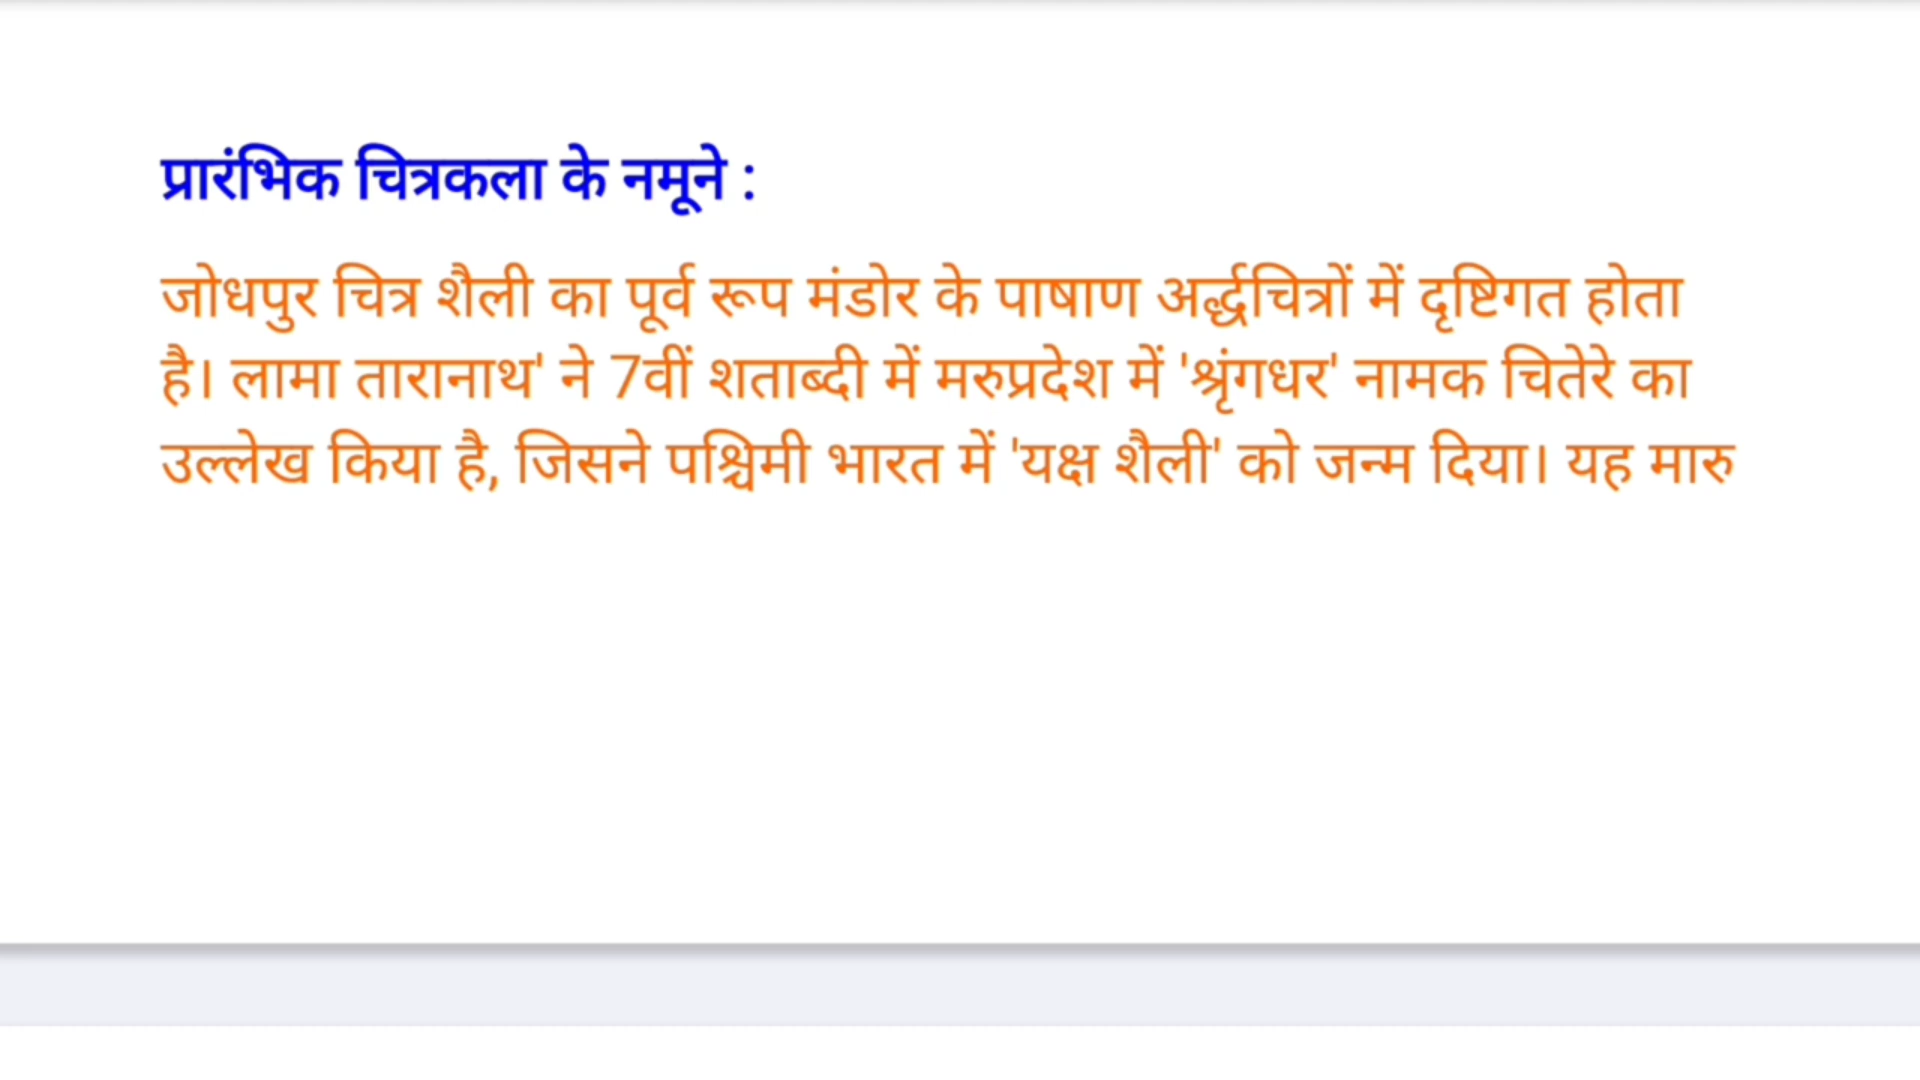 प्रारंभिक चित्रकला के नमूने :
जोधपुर चित्र शैली का पूर्व रूप मंडोर के पाषाण अर्द्धचित्रों में दृष्टिगत होता
है। लामा तारानाथ' ने 7वीं शताब्दी में मरुप्रदेश में 'श्रृंगधर' नामक चितेरे का
उल्लेख किया है, जिसने पश्चिमी भारत में 'यक्ष शैली' को जन्म दिया। यह मारु